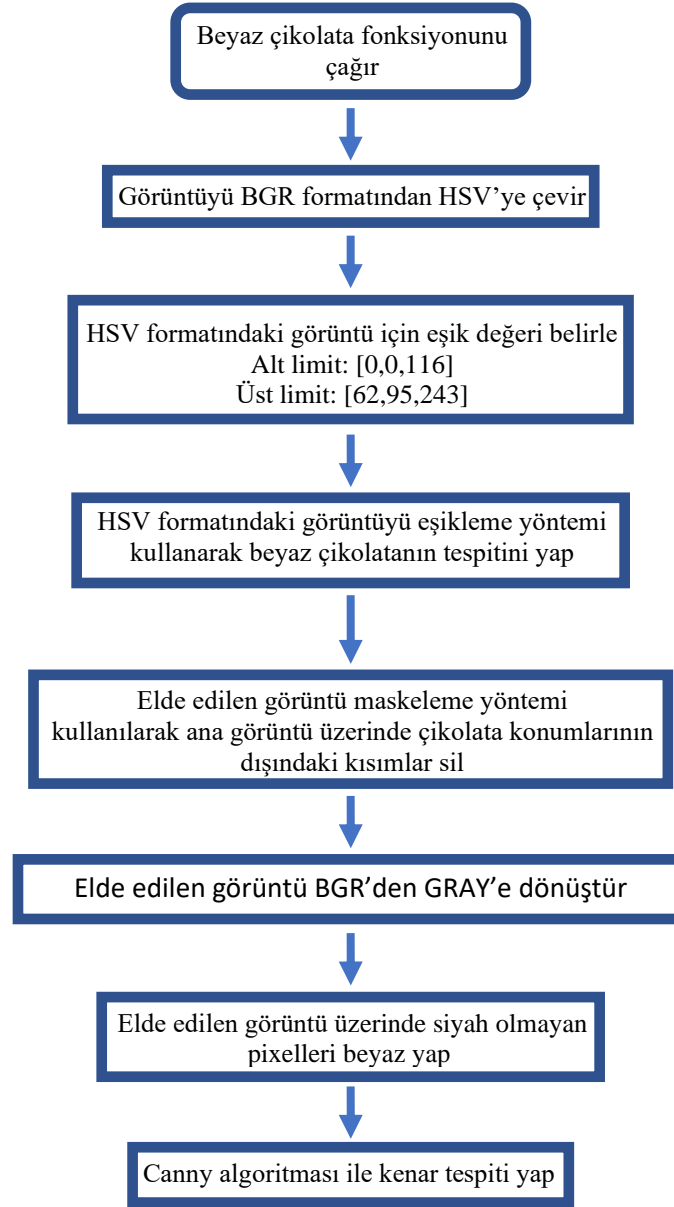 Beyaz çikolata fonksiyonunu
çağır
Görüntüyü BGR formatından HSV’ye çevir
HSV formatındaki görüntü için eşik değeri belirle
Alt limit: [0,0,116]
Üst limit: [62,95,243]
HSV formatındaki görüntüyü eşikleme yöntemi
kullanarak beyaz çikolatanın tespitini yap
Elde edilen görüntü maskeleme yöntemi
kullanılarak ana görüntü üzerinde çikolata konumlarının
dışındaki kısımlar sil
Elde edilen görüntü BGR’den GRAY’e dönüştür
Elde edilen görüntü üzerinde siyah olmayan
pixelleri beyaz yap
Canny algoritması ile kenar tespiti yap